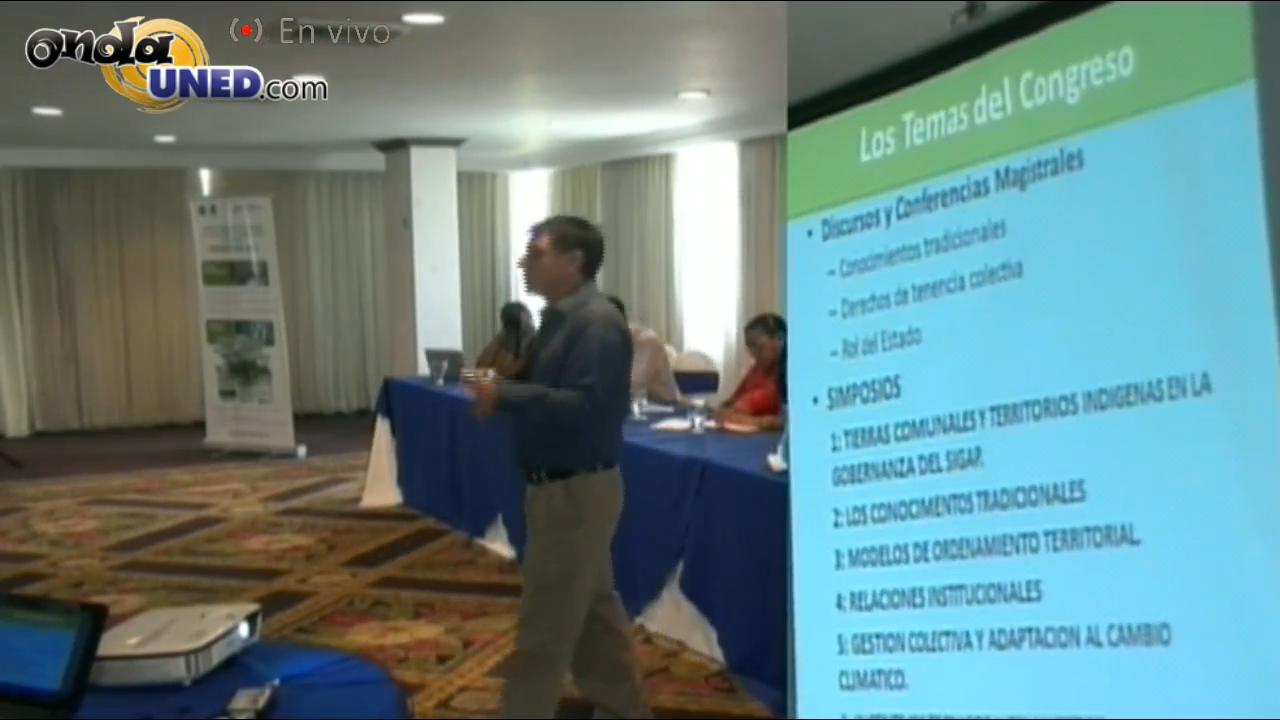 onda
UNED.com
(•) En vivo
Los Temas del Congreso
• Discursos y Conferencias Magistrales
– Conocimientos tradicionales
– Derechos de tenencia colectiva
– Rol del Estado
• SIMPOSIOS
1: TIERRAS COMUNALES Y TERRITORIOS INDIGENAS EN LA
GOBERNANZA DEL SIGAP.
2: LOS CONOCIMENTOS TRADICIONALES
3: MODELOS DE ORDENAMIENTO TERRITORIAL.
4: RELACIONES INSTITUCIONALES
5: GESTION COLECTIVA Y ADAPTACION AL CAMBIO
CLIMATICO.